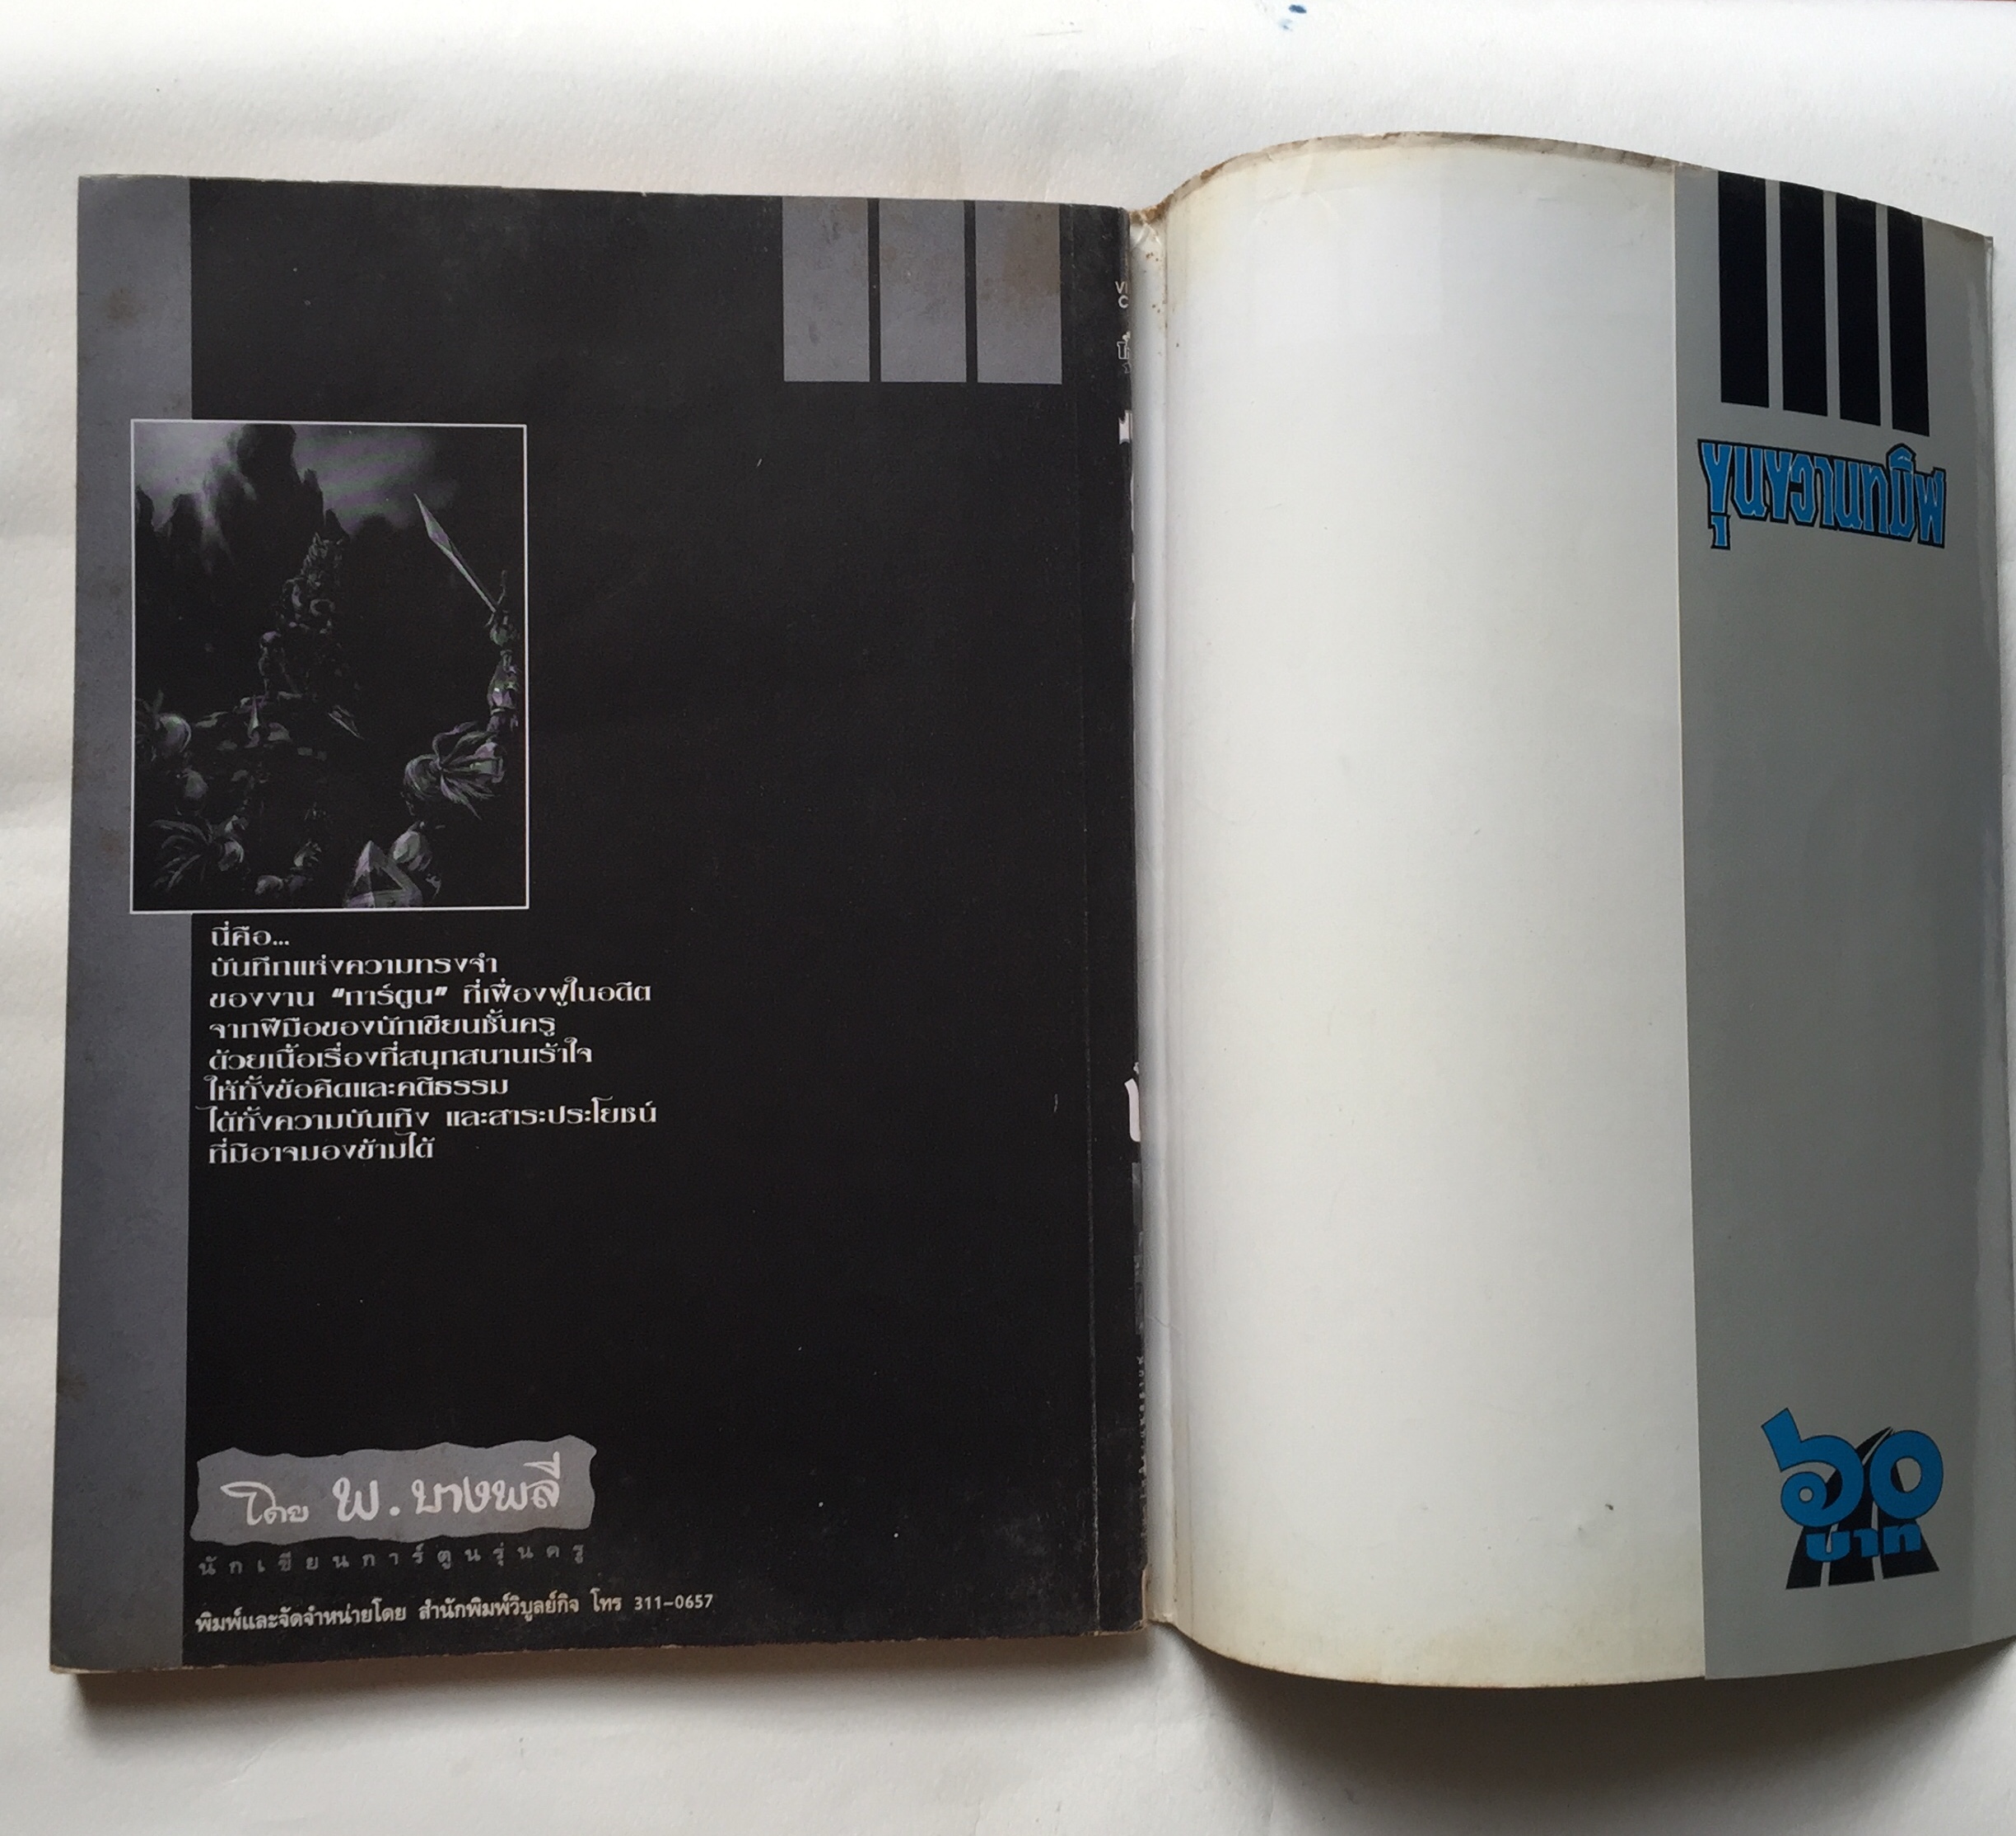 นี่คือ...
บันทึกแห่งความทรงจำ
ของงาน "การ์ตูน" ที่เฟื่องฟูในอดีต
จากฝีมือของนักเขียนชั้นครู
ด้วยเนื้อเรื่องที่สนุกสนานเร้าใจ
ให้ทั้งข้อคิดและคติธรรม
ได้ทั้งความบันเทิง และสาระประโยชน์
ที่มิอาจมองข้ามได้
โดย พ.บางพลี
นักเขียนการ์ตูนรุ่นครู
พิมพ์และจัดจำหน่ายโดย สำนักพิมพ์วิบูลย์กิจ โทร 311-0657
ขุนขวานทมิฬ
๖๐
บาท